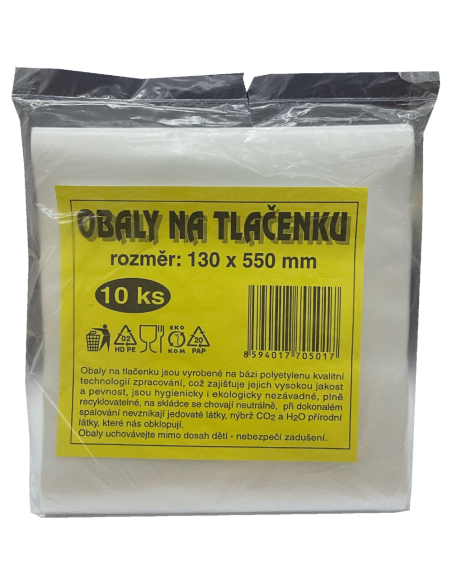 OBALY NA TLAČENKU
rozměr: 130 x 550 mm
10 ks
EKO
02 1 20
HD PE KOM PAP
8 594017 705017
Obaly na tlačenku jsou vyrobené na bázi polyetylenu kvalitní
technologií zpracování, což zajišťuje jejich vysokou jakost
a pevnost, jsou hygienicky i ekologicky nezávadné, plně
recyklovatelné, na skládce se chovají neutrálně, při dokonalém
spalování nevznikají jedovaté látky, nýbrž CO2 a H2O přírodní
látky, které nás obklopují.
Obaly uchovávejte mimo dosah dětí - nebezpečí zadušení.